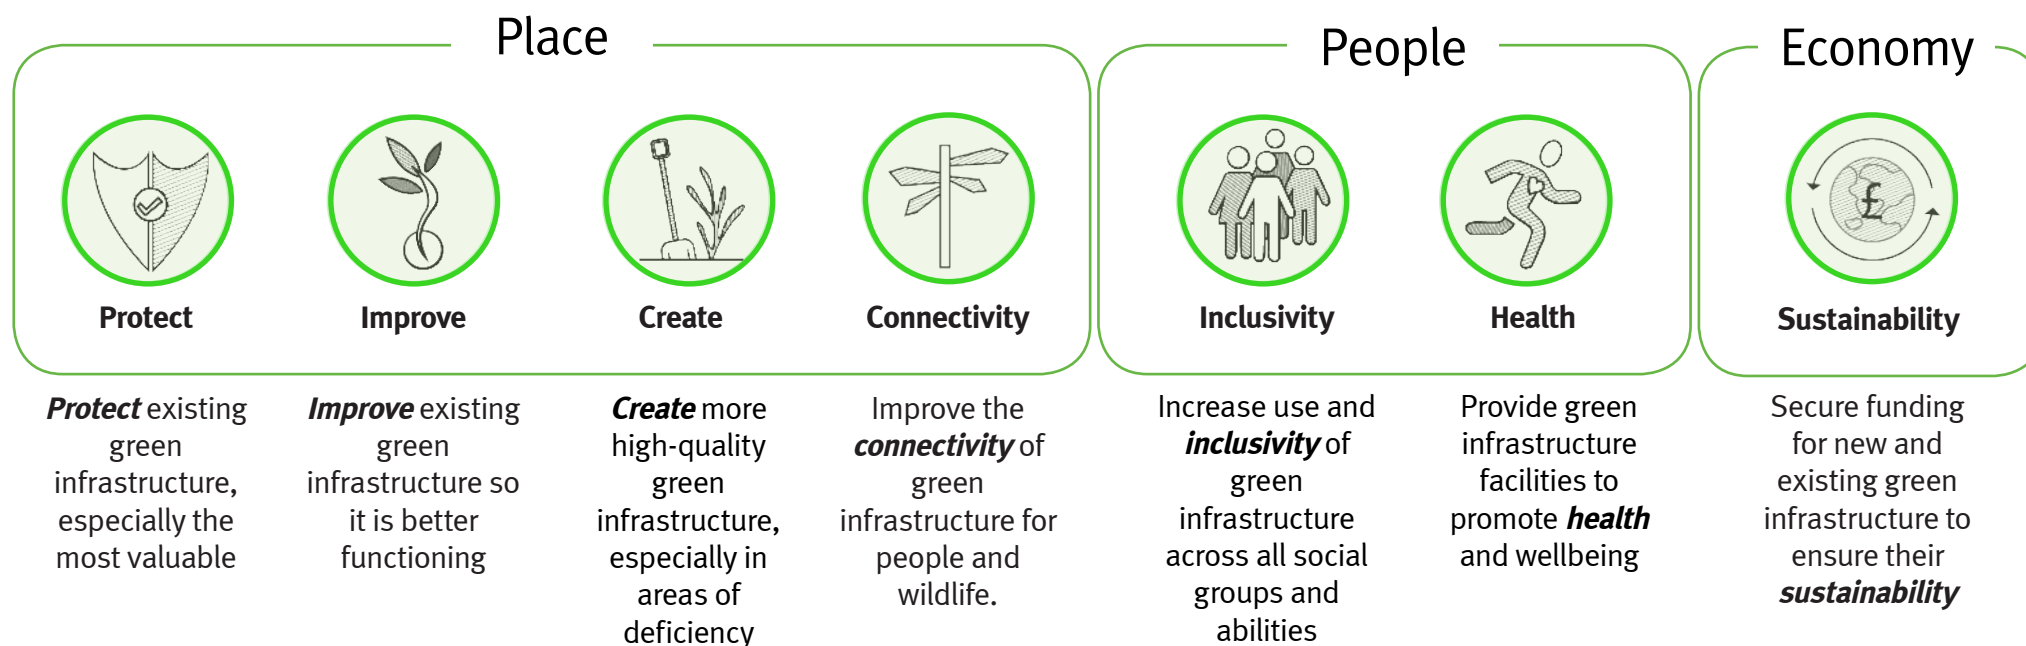 Place
Protect
Improve
Create
Connectivity
Protect existing
green
infrastructure,
especially the
most valuable
Improve existing
green
infrastructure so
it is better
functioning
Create more
high-quality
green
infrastructure,
especially in
areas of
deficiency
Improve the
connectivity of
green
infrastructure for
people and
wildlife.
People
Inclusivity
Health
Increase use and
inclusivity of
green
infrastructure
across all social
groups and
abilities
Provide green
infrastructure
facilities to
promote health
and wellbeing
Economy
£
Sustainability
Secure funding
for new and
existing green
infrastructure to
ensure their
sustainability